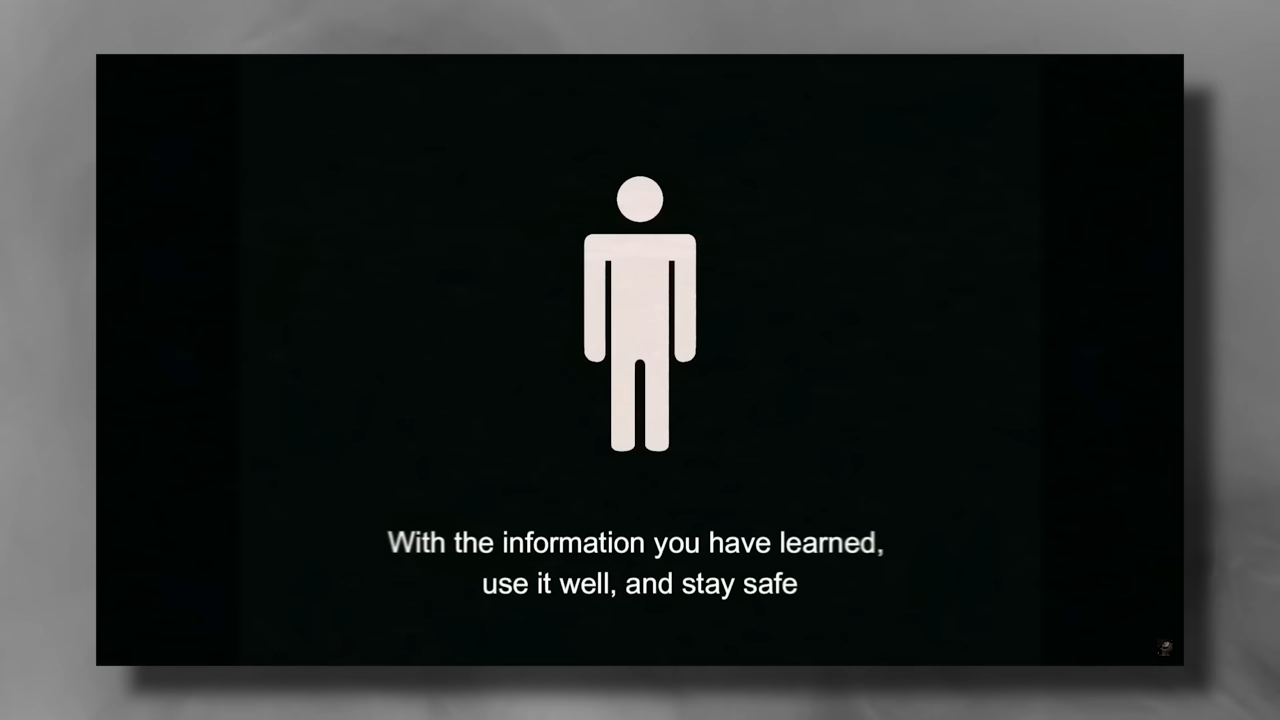 With the information you have learned,
use it well, and stay safe